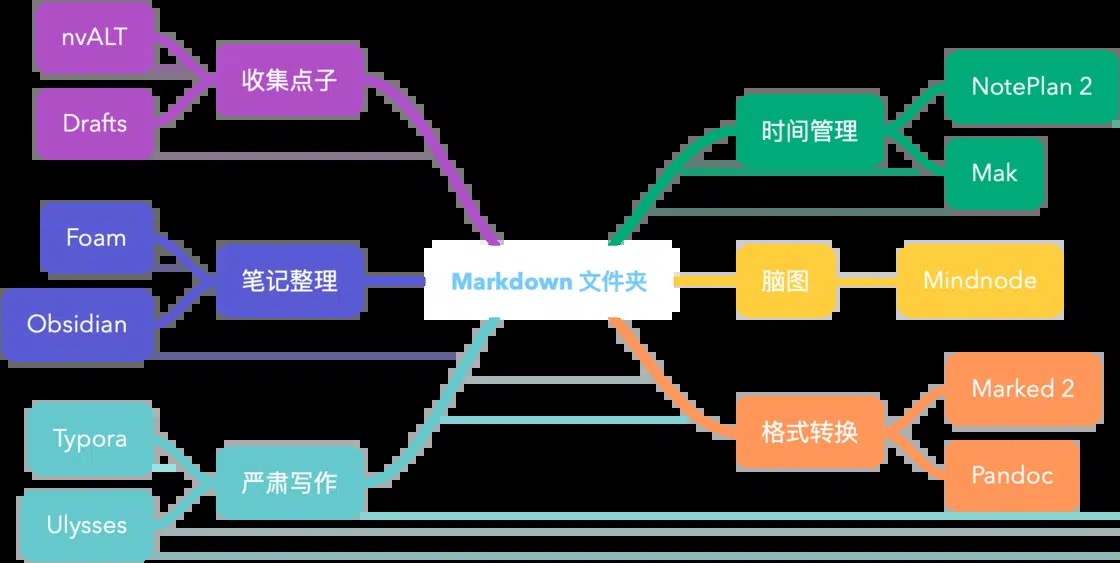 nvALT
收集点子
Drafts
Foam
笔记整理
Obsidian
Typora
严肃写作
Ulysses
Markdown 文件夹
时间管理
NotePlan 2
Mak
脑图
Mindnode
格式转换
Marked 2
Pandoc